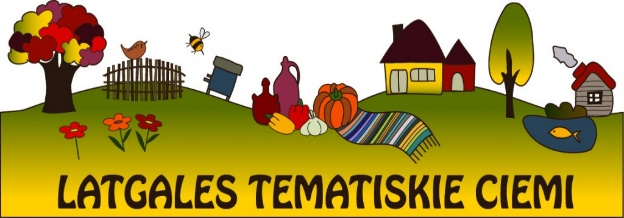 LATGALES TEMATISKIE CIEMI